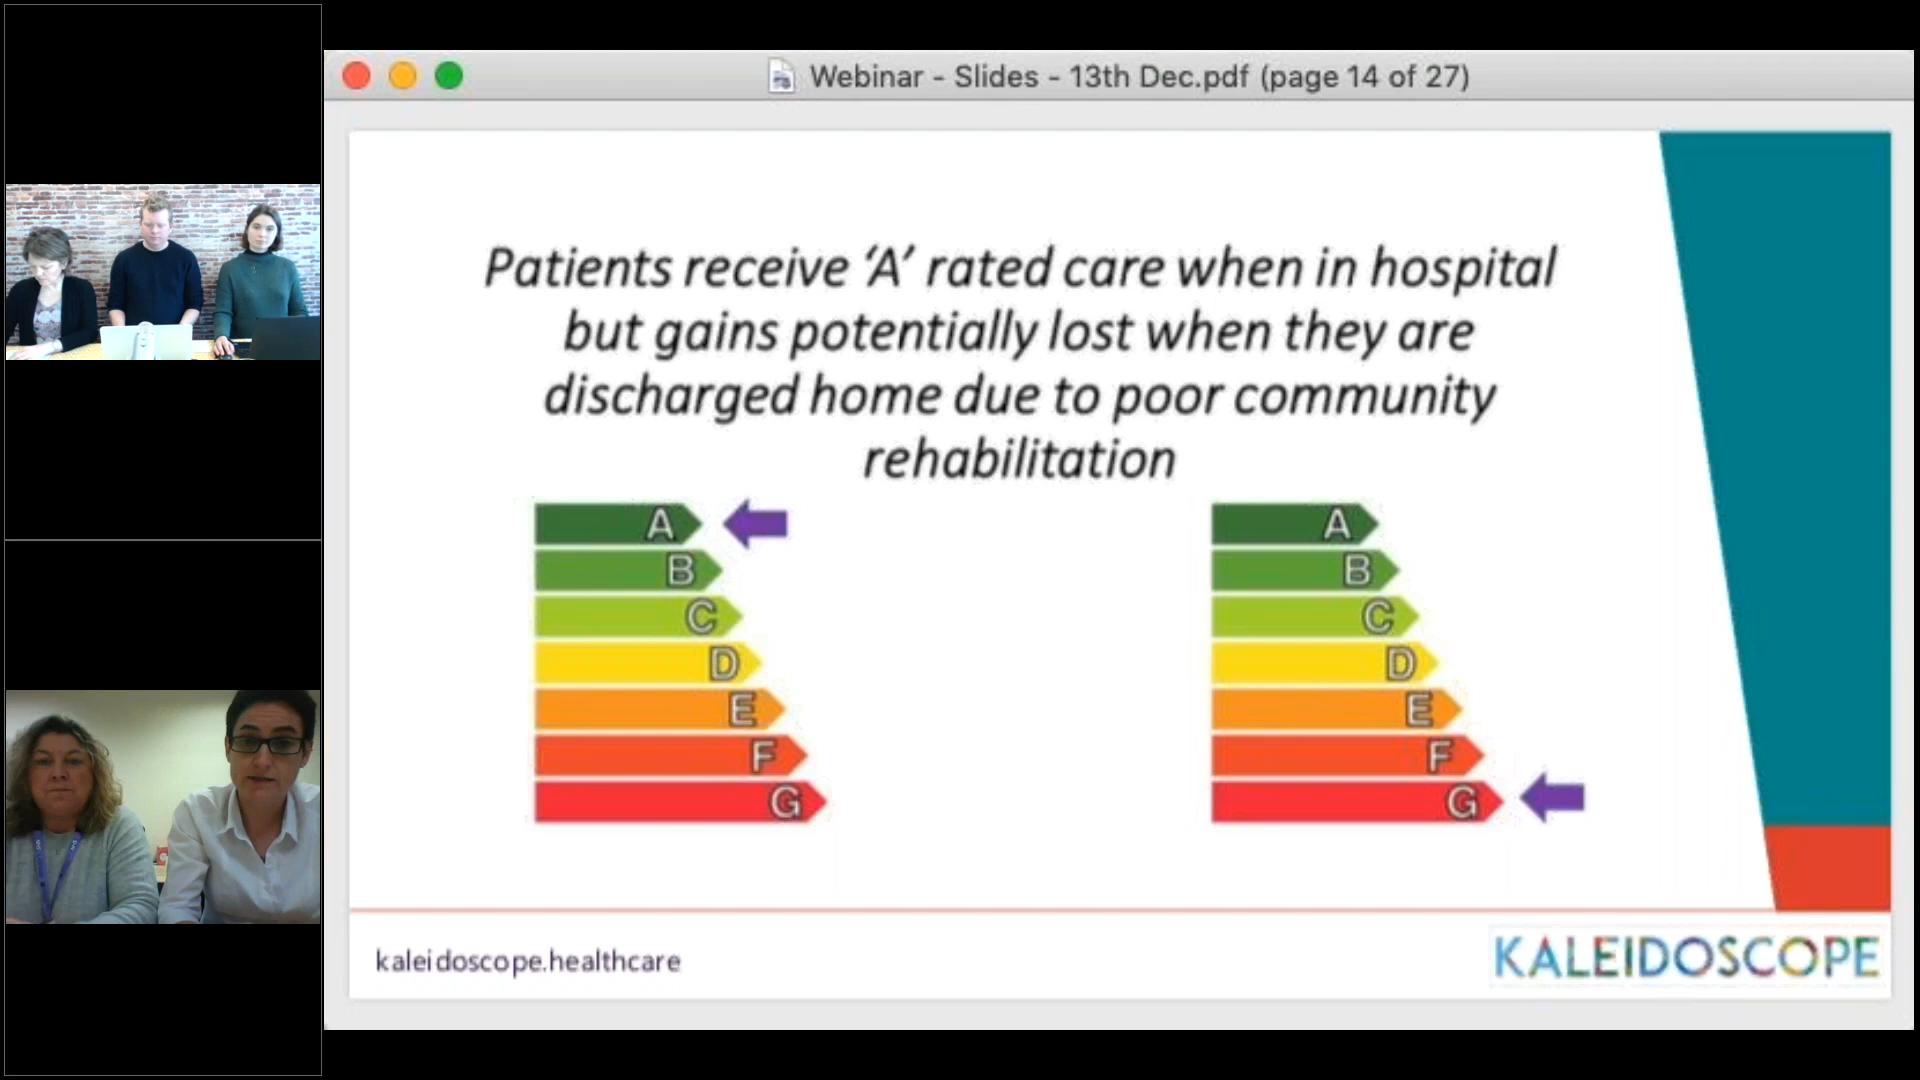 Webinar - Slides - 13th Dec.pdf (page 14 of 27)
Patients receive ‘A’ rated care when in hospital
but gains potentially lost when they are
discharged home due to poor community
rehabilitation
A
B
C
D
E
F
G
A
B
C
D
E
F
G
kaleidoscope.healthcare
KALEIDOSCOPE